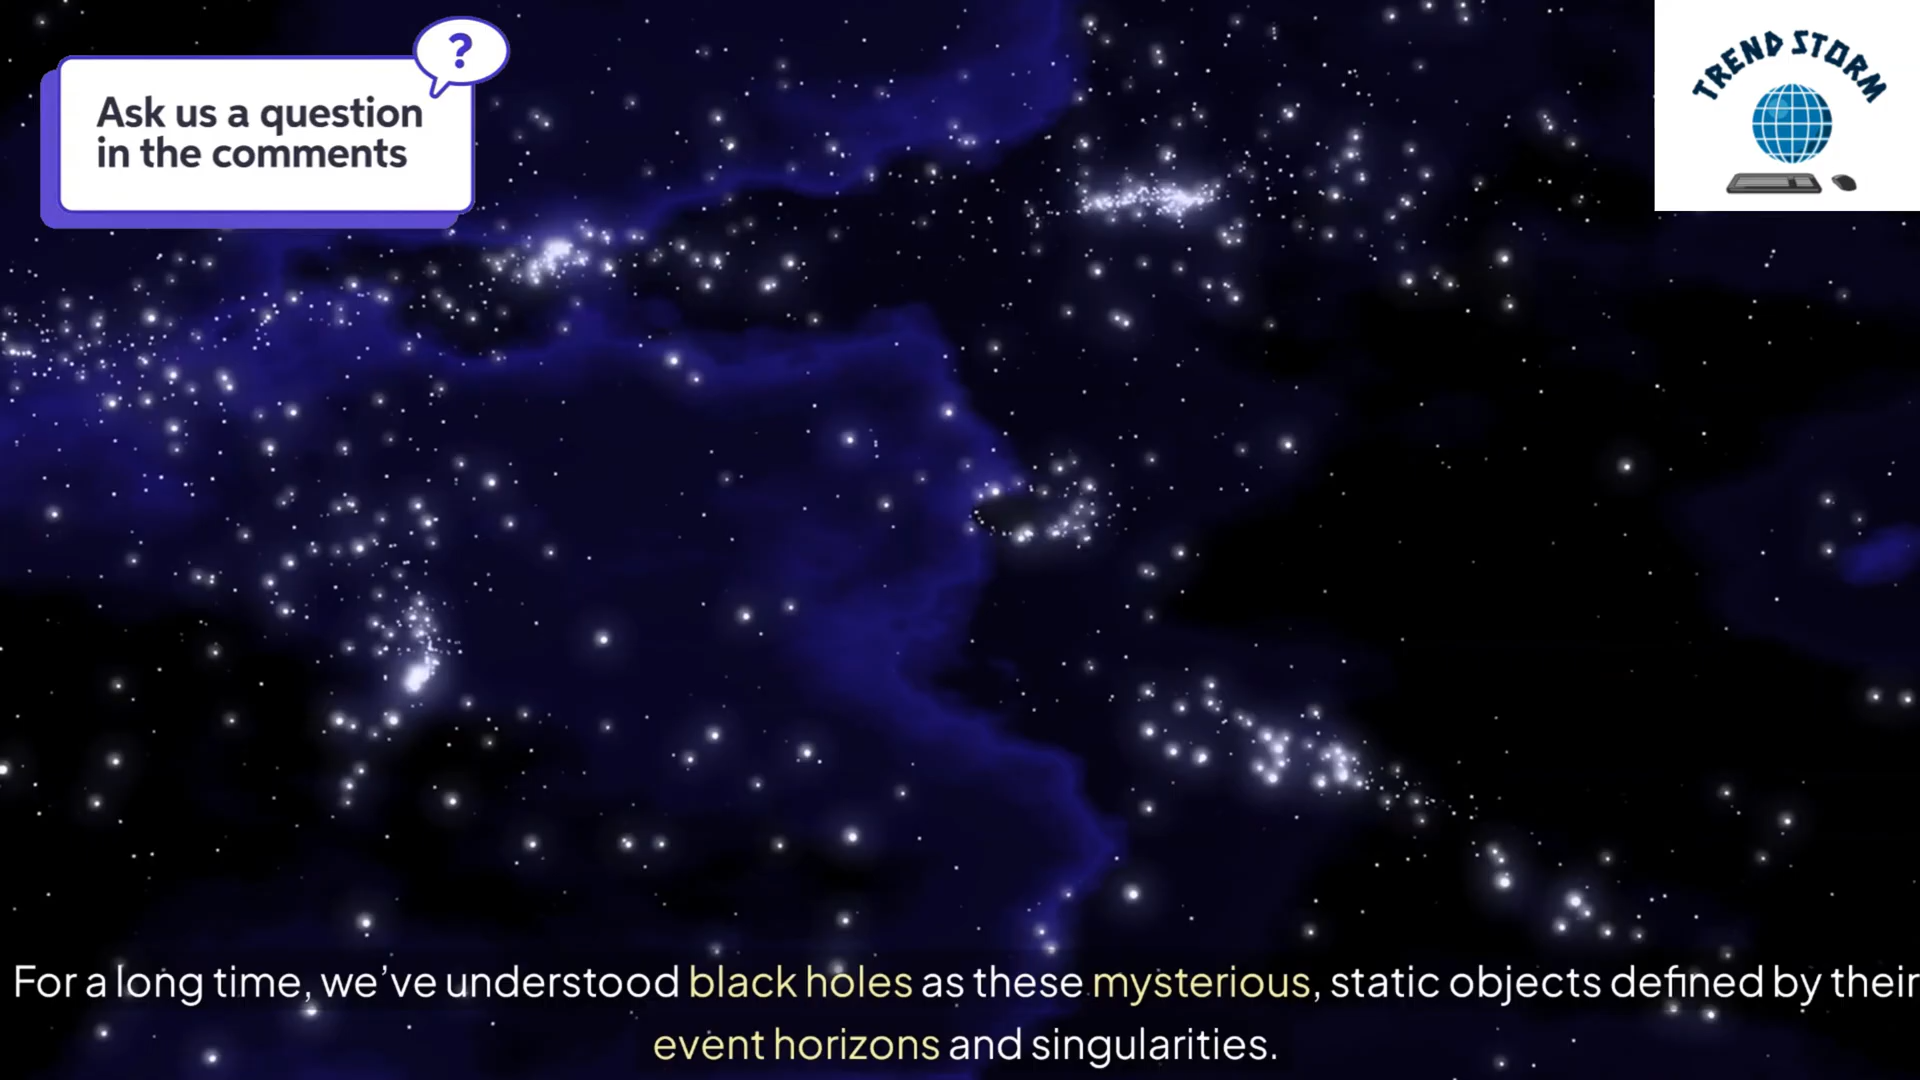 ?
Ask us a question
in the comments
TREND STORM
For a long time, we've understood black holes as these mysterious, static objects defined by their
event horizons and singularities.